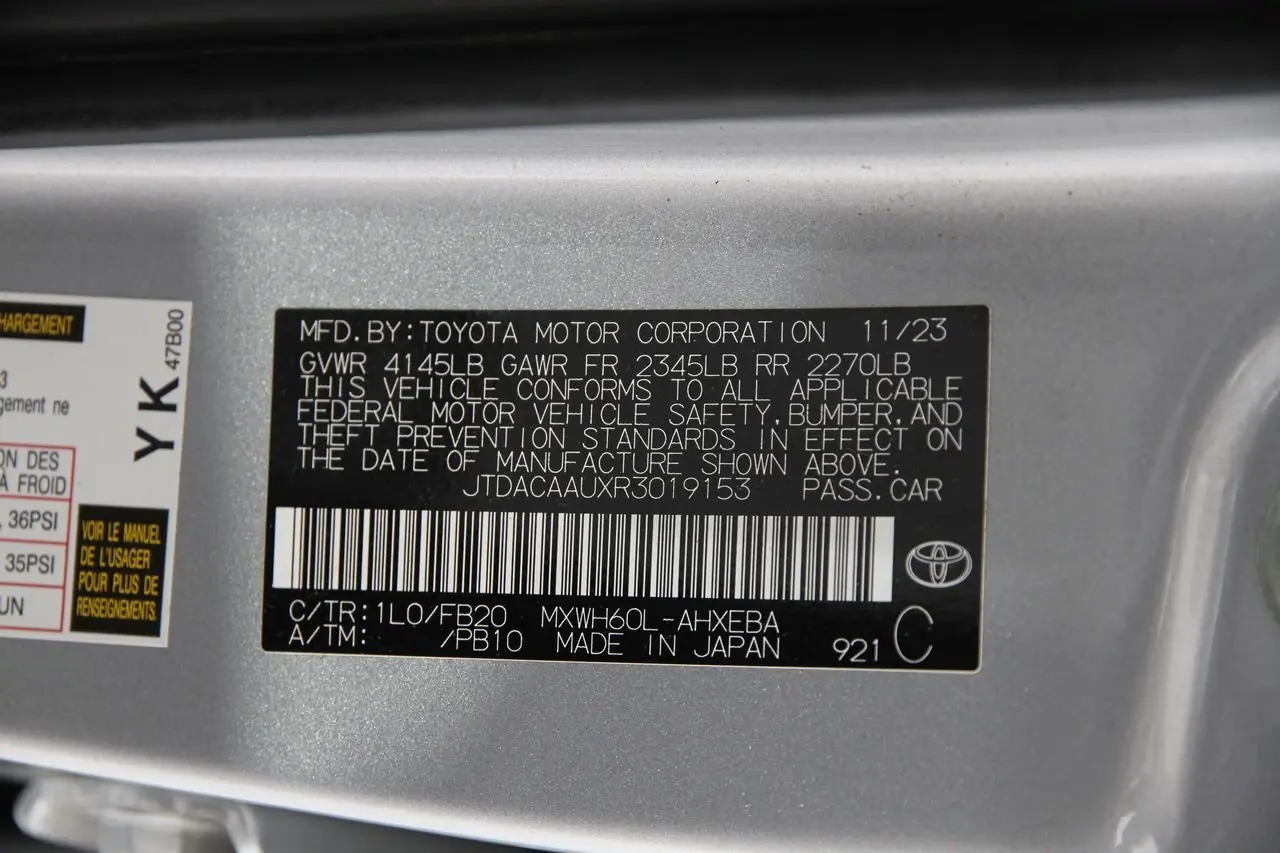 HARGEMENT
47B00
YK
3
gement ne
ON DES
À FROID
, 36PSI
35PSI
UN
VOIR LE MANUEL
DE L'USAGER
POUR PLUS DE
RENSEIGNEMENTS.
MFD.BY:TOYOTA MOTOR CORPORATION 11/23
GVWR 4145LB GAWR FR 2345LB RR 2270LB
THIS VEHICLE CONFORMS TO ALL APPLICABLE
FEDERAL MOTOR VEHICLE SAFETY,BUMPER,AND
THEFT PREVENTION STANDARDS IN EFFECT ON
THE DATE OF MANUFACTURE SHOWN ABOVE.
JTDACAAUXR3019153 PASS.CAR
C/TR:1L0/FB20 MXWH60L-AHXEBA
A/TM: /PB10 MADE IN JAPAN 921 C